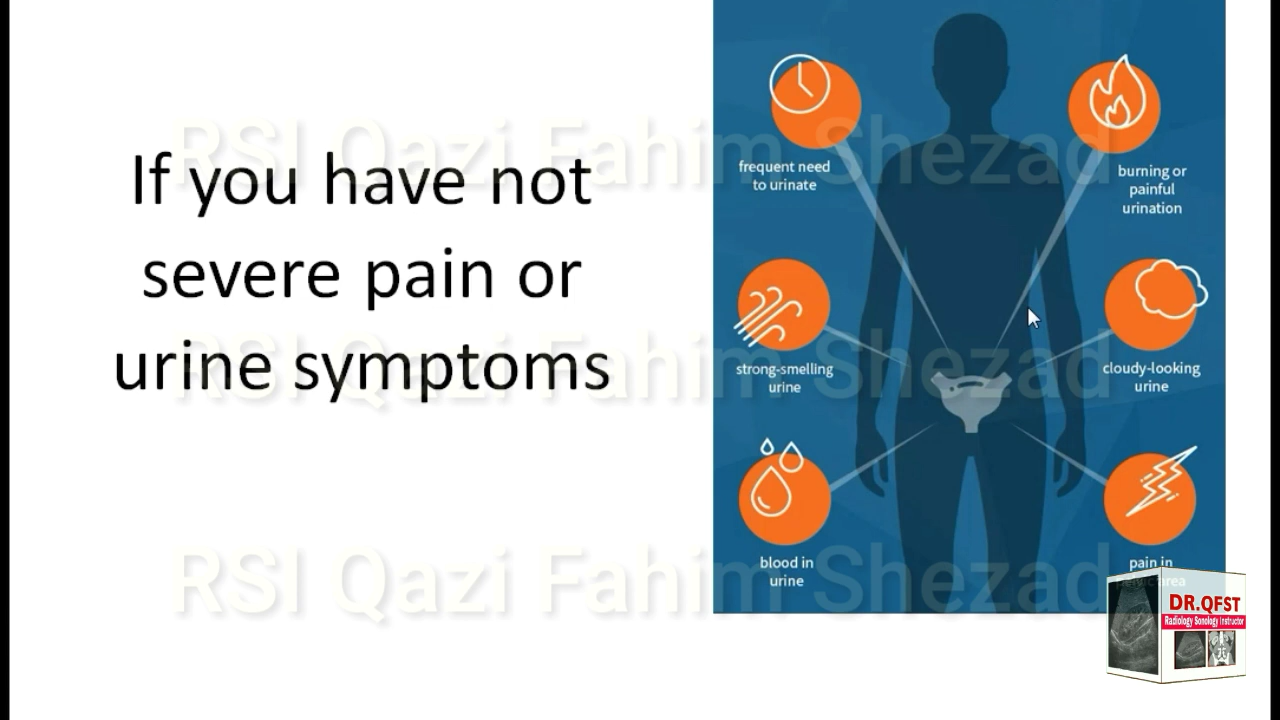 If you have not
severe pain or
urine symptoms
RSI Qazi Fahim Shezad
RSI Qazi Fahim Shezad
RSI Qazi Fahim Shezad
frequent need
to urinate
burning or
painful
urination
strong-smelling
urine
cloudy-looking
urine
blood in
urine
pain in
pelvic area
DR.QFST
Radiology Sonology Instructor